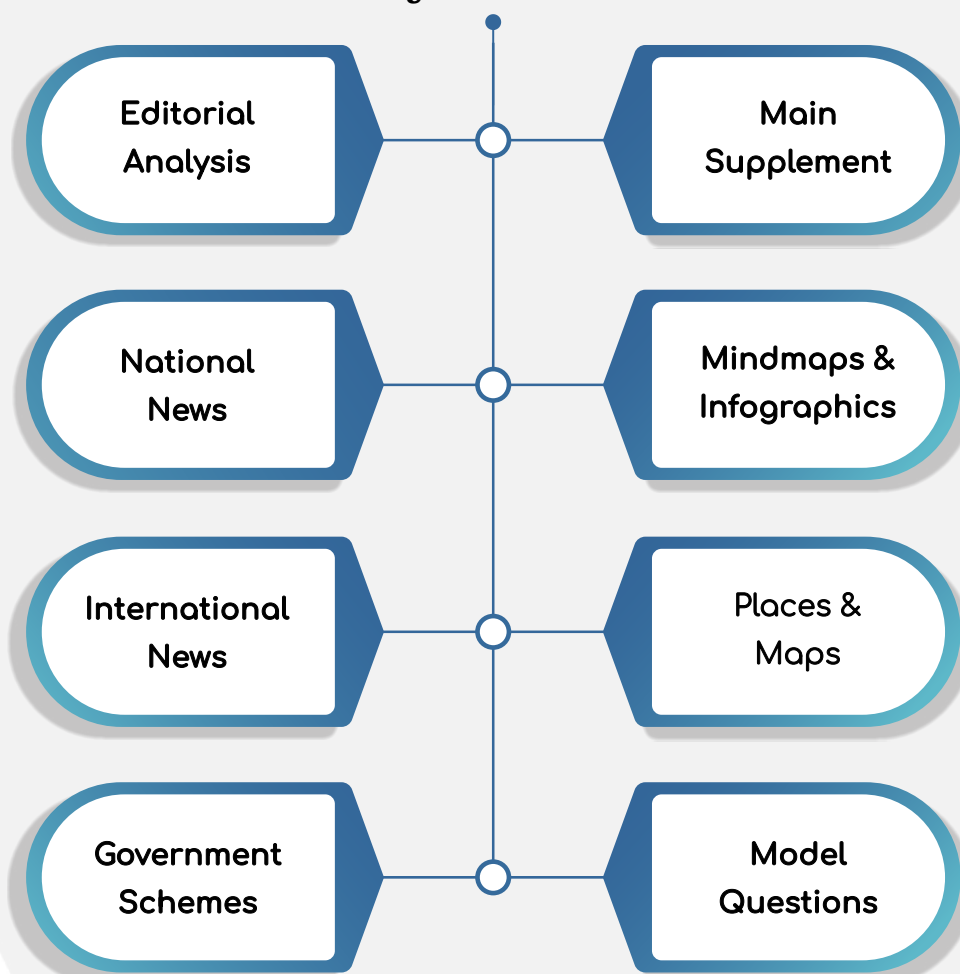 Editorial
Analysis
Main
Supplement
National
News
Mindmaps &
Infographics
International
News
Places &
Maps
Government
Schemes
Model
Questions